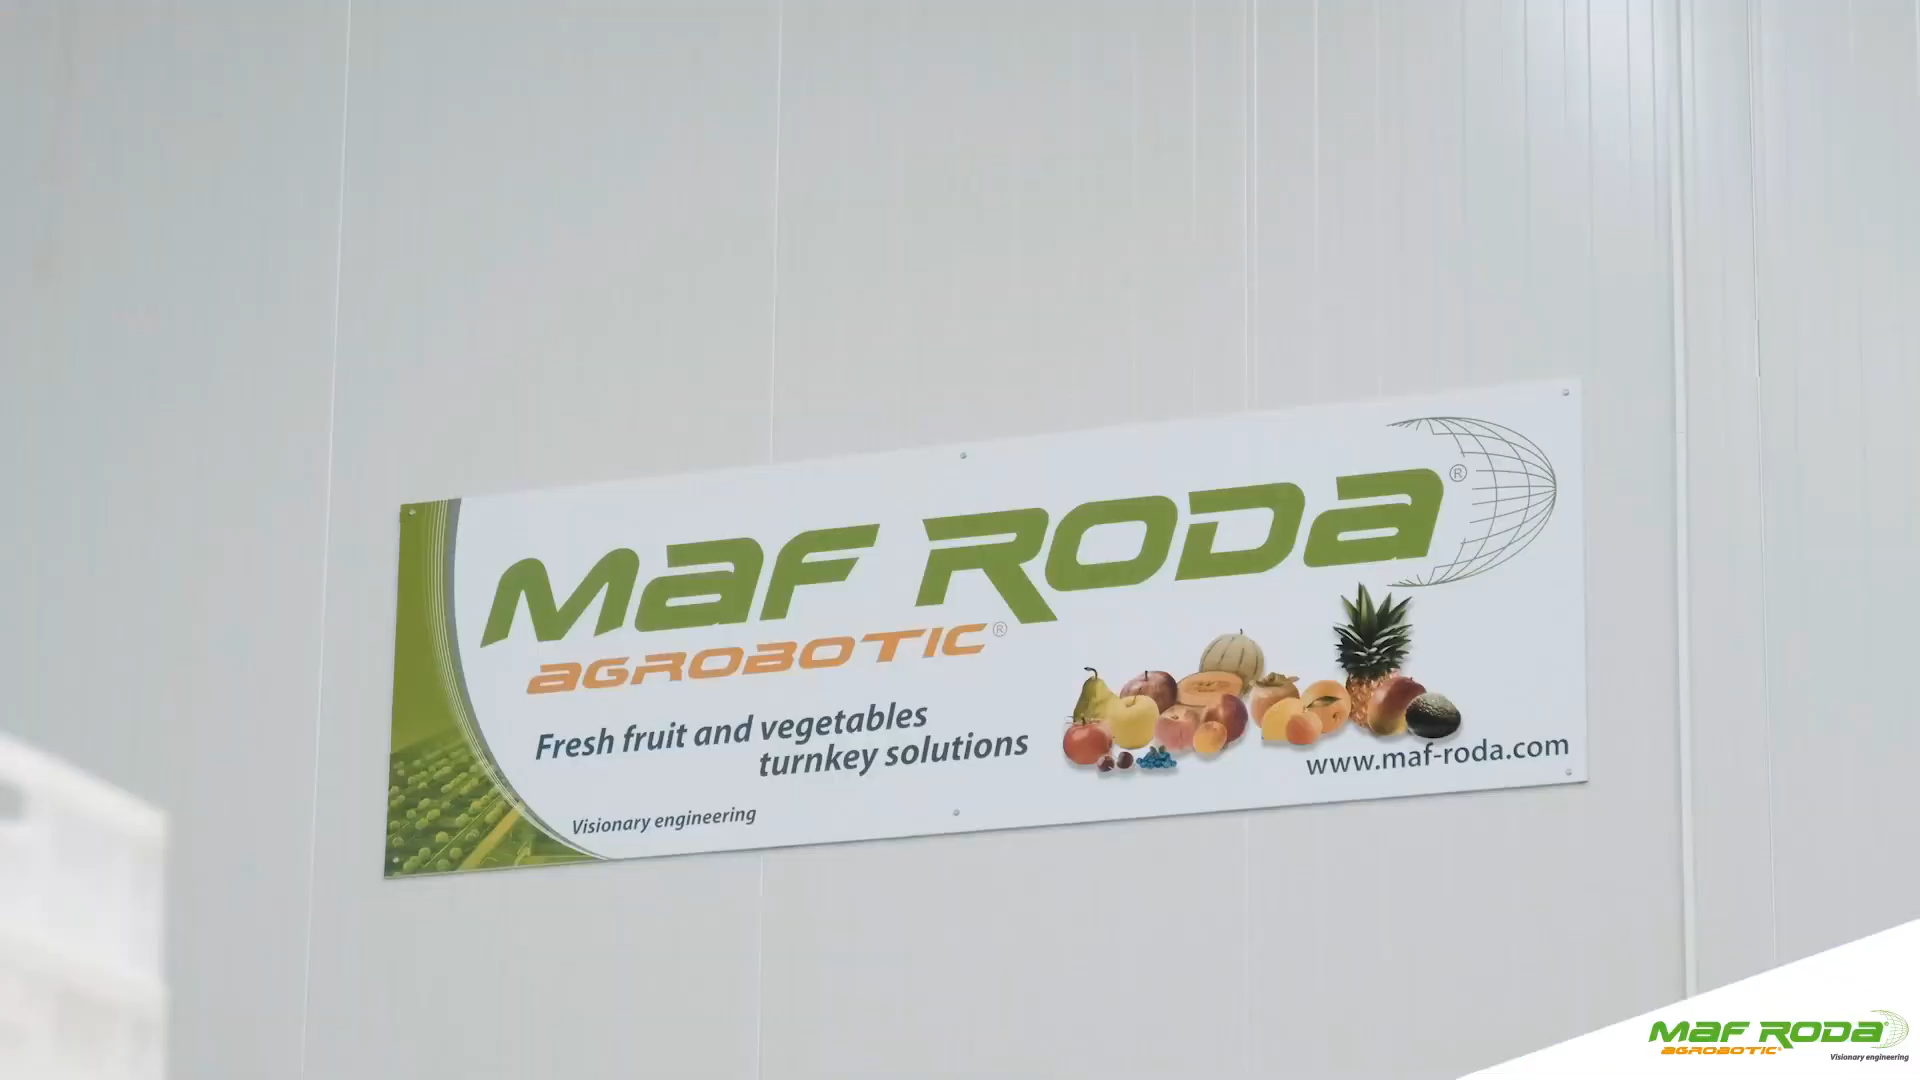 MAF RODA®
AGROBOTIC®
Fresh fruit and vegetables
turnkey solutions
Visionary engineering
www.maf-roda.com
MAF RODA®
AGROBOTIC®
Visionary engineering